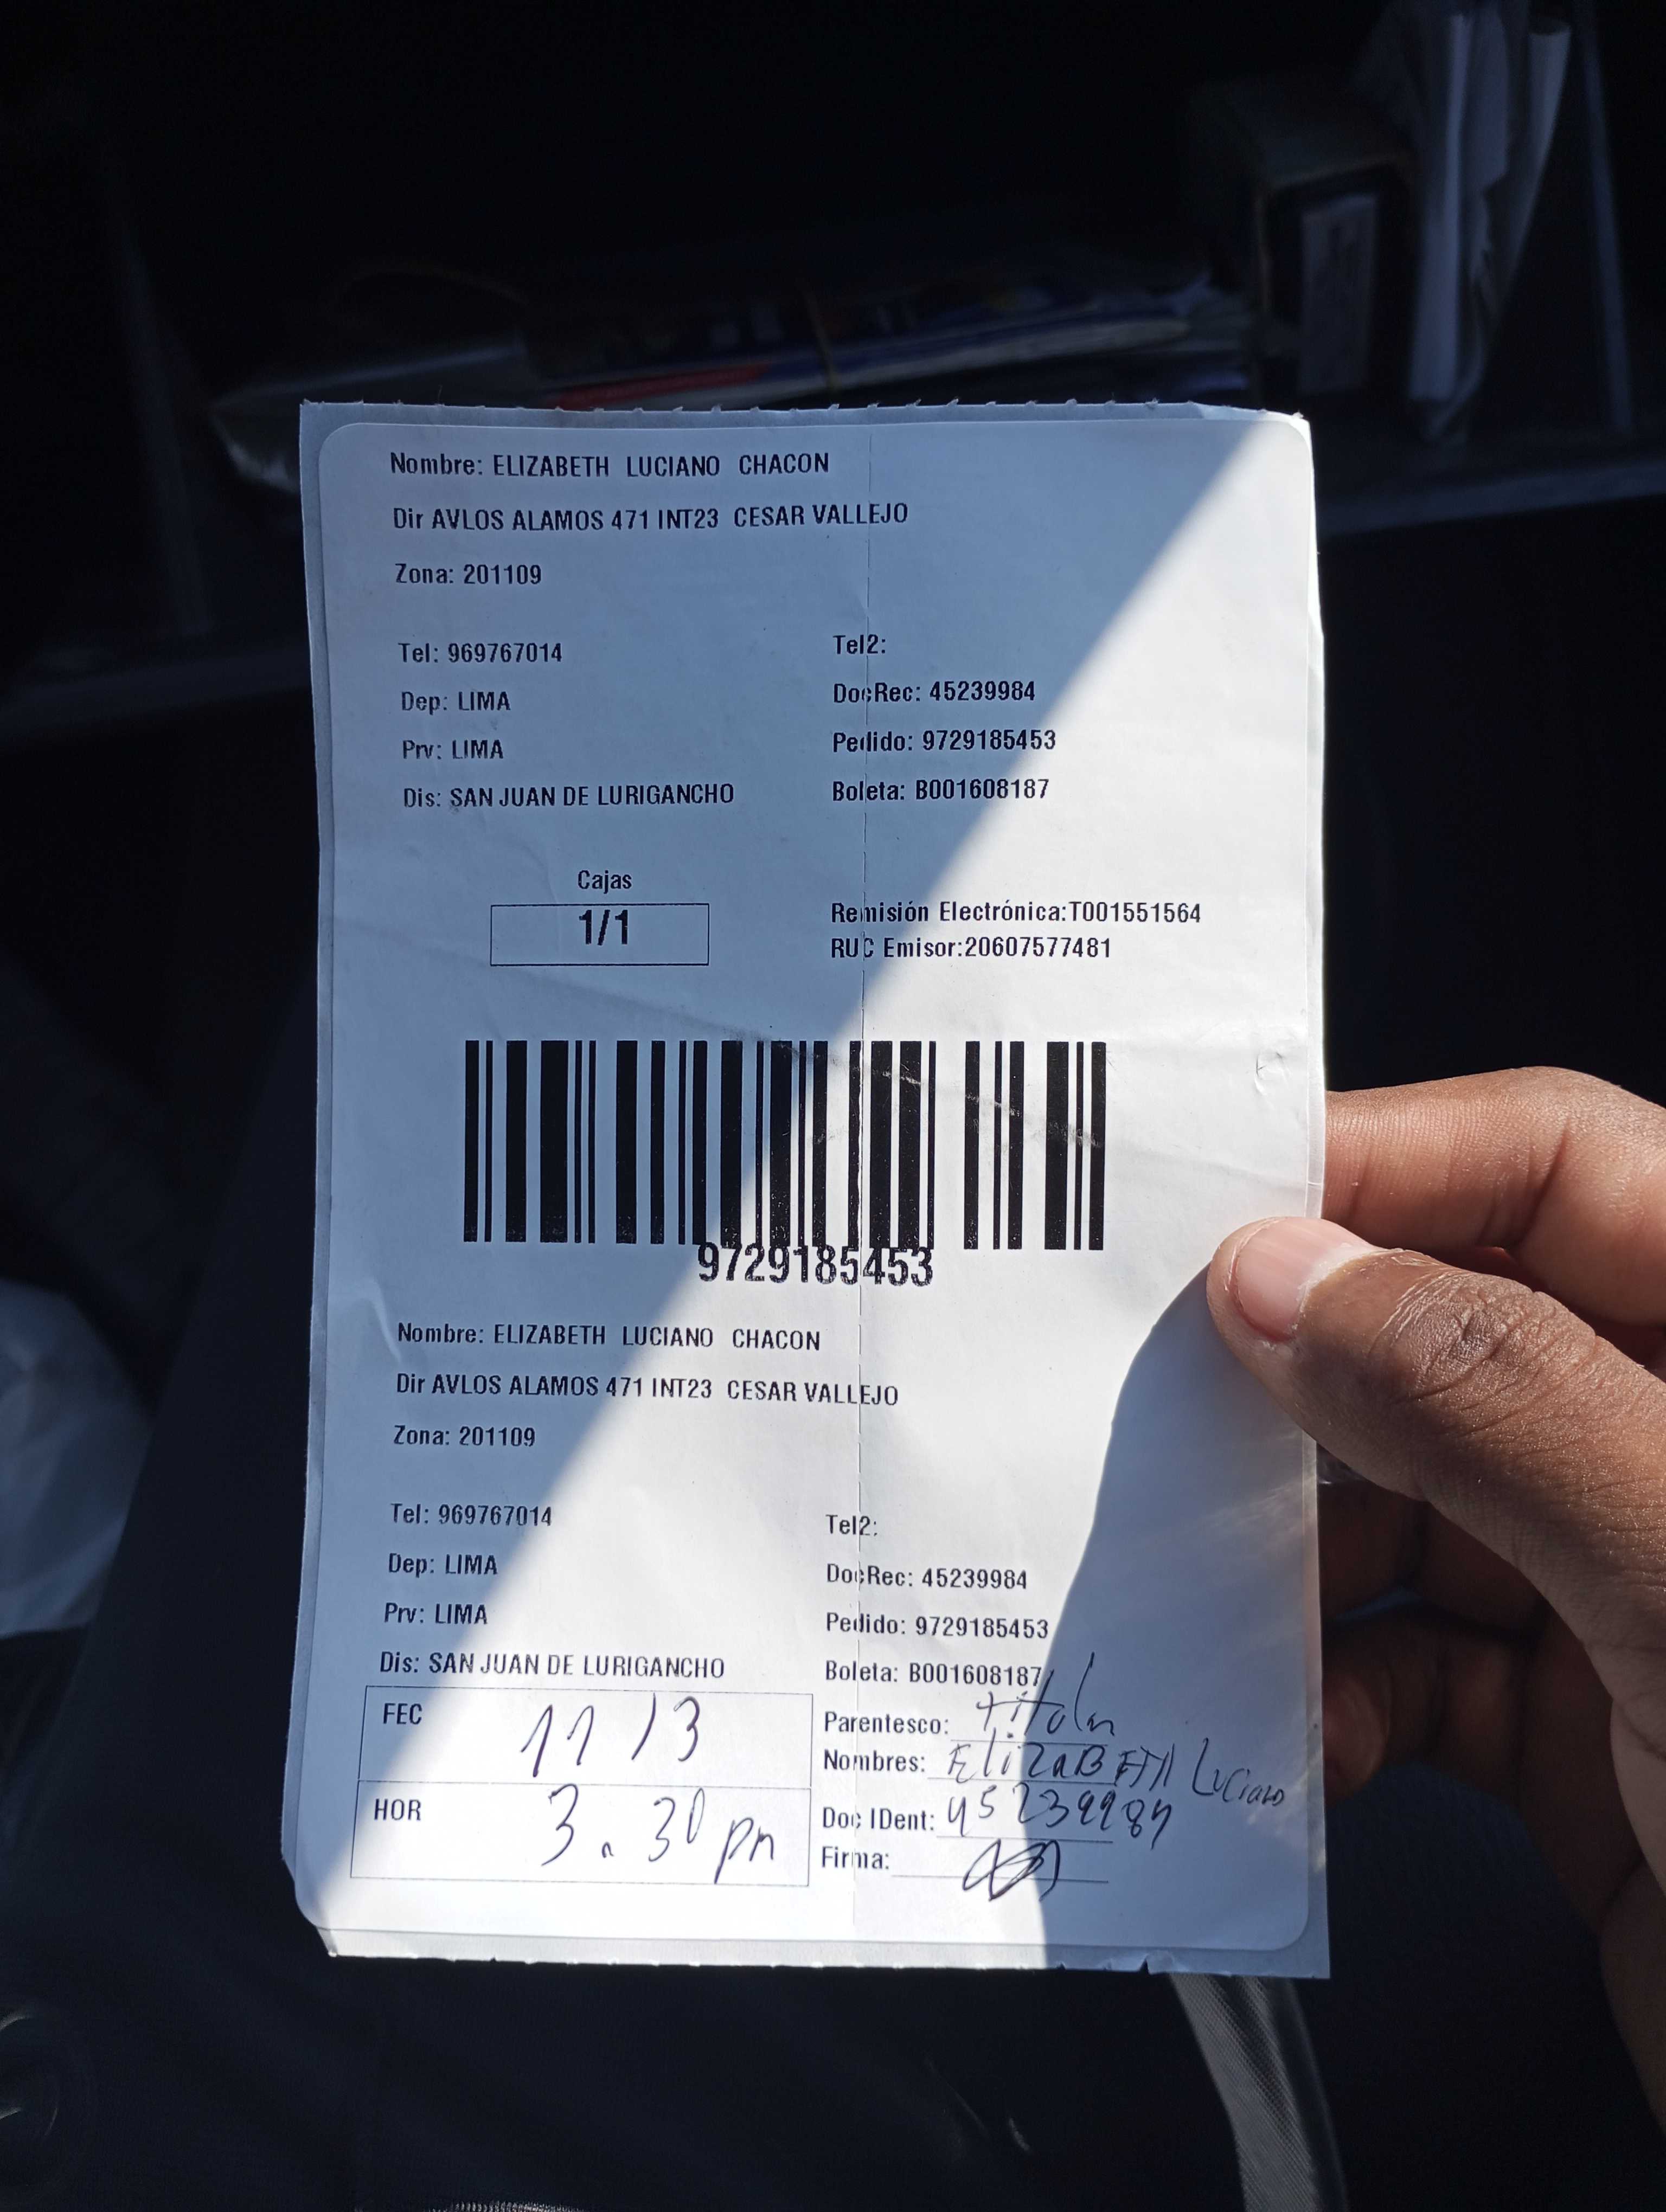 Nombre: ELIZABETH LUCIANO CHACON
Dir AVLOS ALAMOS 471 INT23 CESAR VALLEJO
Zona: 201109
Tel: 969767014 Tel2:
Dep: LIMA DocRec: 45239984
Prv: LIMA Pedido: 9729185453
Dis: SAN JUAN DE LURIGANCHO Boleta: B001608187
Cajas
1/1
Remisión Electrónica:T001551564
RUC Emisor:20607577481
9729185453
Nombre: ELIZABETH LUCIANO CHACON
Dir AVLOS ALAMOS 471 INT23 CESAR VALLEJO
Zona: 201109
Tel: 969767014 Tel2:
Dep: LIMA DocRec: 45239984
Prv: LIMA Pedido: 9729185453
Dis: SAN JUAN DE LURIGANCHO Boleta: B001608187
FEC 11/3
HOR 3.30 pm
Parentesco: Titular
Nombres: ElizaBETH Luciano
Doc IDent: 45239984
Firma: